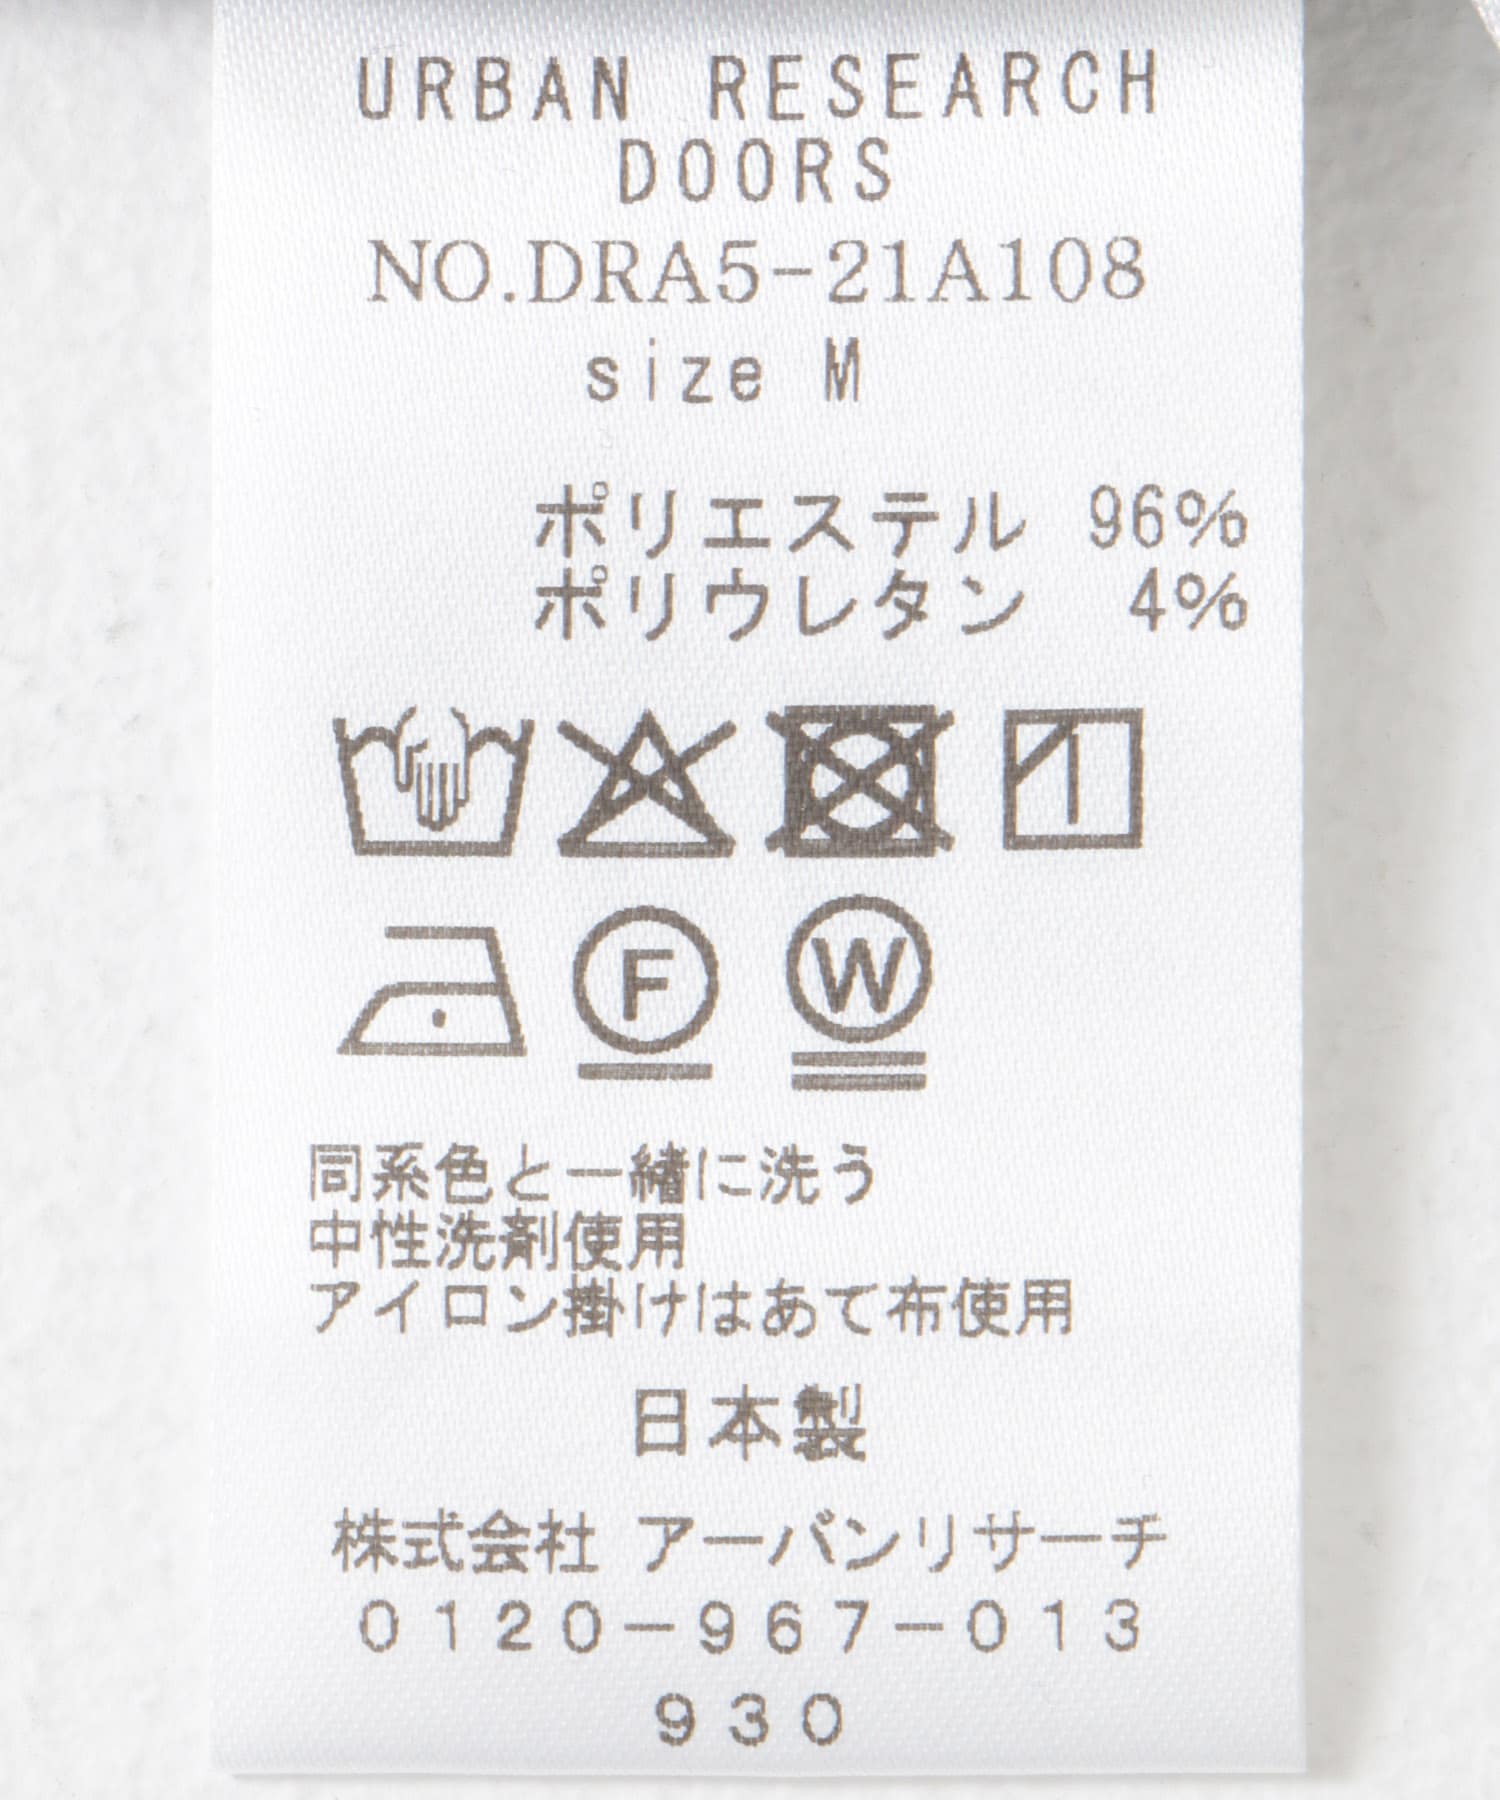 URBAN RESEARCH
DOORS
NO.DRA5-21A108
size M
ポリエステル 96%
ポリウレタン 4%
F W
同系色と一緒に洗う
中性洗剤使用
アイロン掛けはあて布使用
日本製
株式会社 アーバンリサーチ
0120-967-013
930